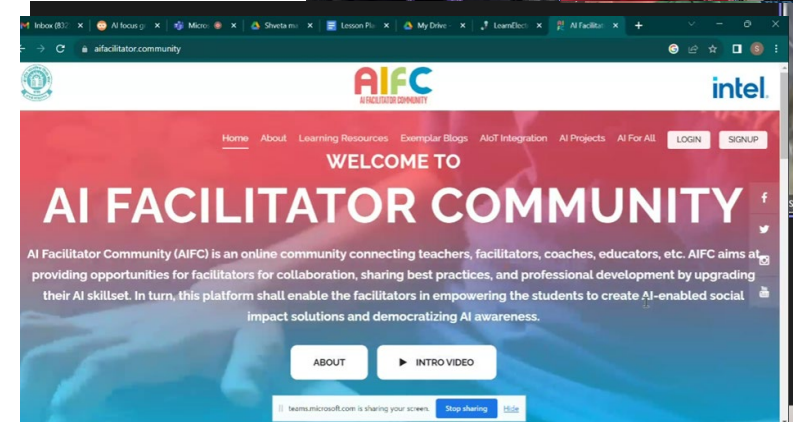 Inbox (832
AI focus g
Micros
Shveta ma
Lesson Pla
My Drive -
LearnElect
AI Facilitat
aifacilitator.community
AIFC
AI FACILITATOR COMMUNITY
intel.
Home About Learning Resources Exemplar Blogs AIoT Integration AI Projects AI For All LOGIN SIGNUP
WELCOME TO
AI FACILITATOR COMMUNITY
AI Facilitator Community (AIFC) is an online community connecting teachers, facilitators, coaches, educators, etc. AIFC aims at
providing opportunities for facilitators for collaboration, sharing best practices, and professional development by upgrading
their AI skillset. In turn, this platform shall enable the facilitators in empowering the students to create AI-enabled social
impact solutions and democratizing AI awareness.
ABOUT INTRO VIDEO
teams.microsoft.com is sharing your screen. Stop sharing Hide